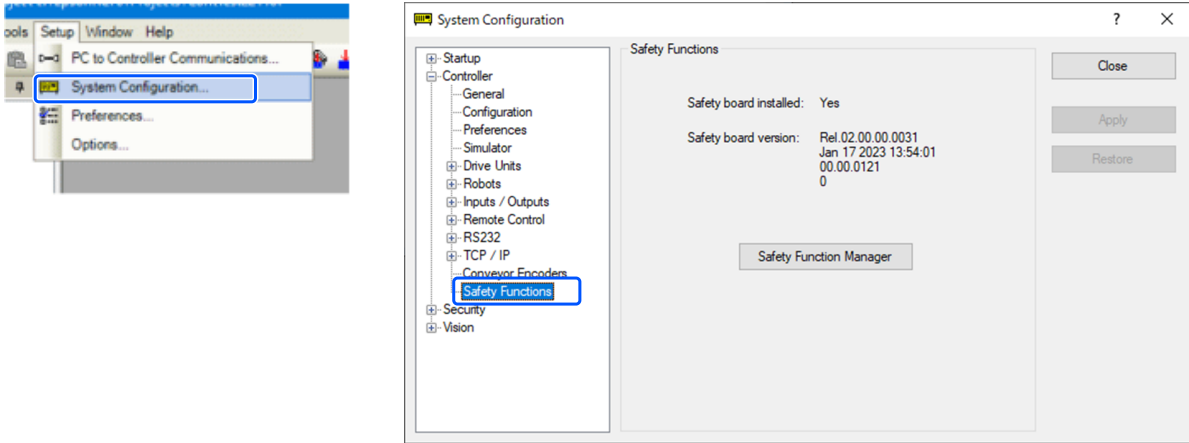 ools Setup Window Help
PC to Controller Communications...
System Configuration...
Preferences...
Options...
System Configuration
Startup
Controller
General
Configuration
Preferences
Simulator
Drive Units
Robots
Inputs / Outputs
Remote Control
RS232
TCP / IP
Conveyor Encoders
Safety Functions
Security
Vision
Safety Functions
Safety board installed: Yes
Safety board version: Rel.02.00.00.0031
Jan 17 2023 13:54:01
00.00.0121
0
Safety Function Manager
Close
Apply
Restore